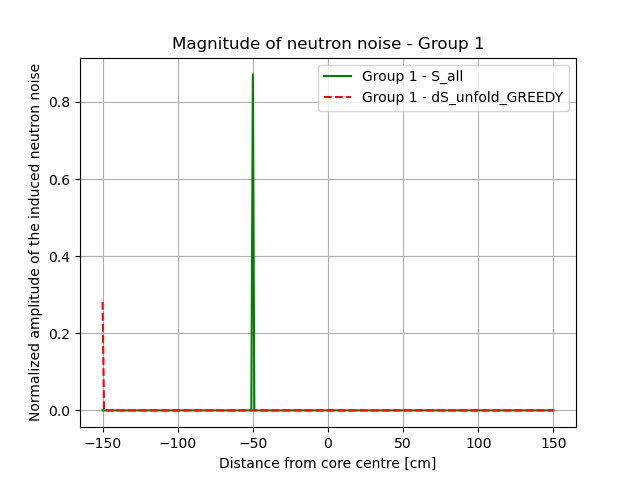 Magnitude of neutron noise - Group 1
Normalized amplitude of the induced neutron noise
0.8
0.6
0.4
0.2
0.0
Group 1 - S_all
Group 1 - dS_unfold_GREEDY
−150
−100
−50
0
50
100
150
Distance from core centre [cm]